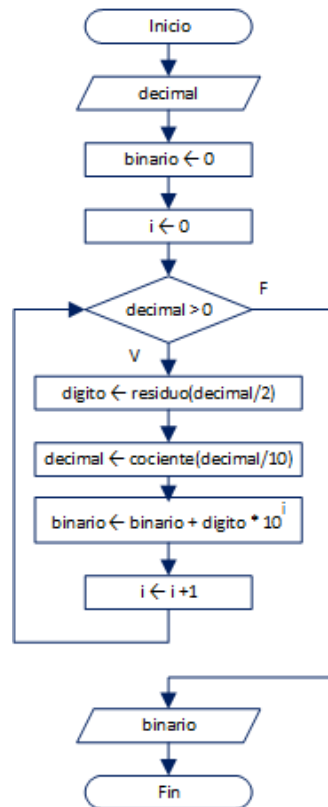 Inicio
decimal
binario ← 0
i ← 0
decimal > 0
F
V
digito ← residuo(decimal/2)
decimal ← cociente(decimal/10)
binario ← binario + digito * 10^i
i ← i +1
binario
Fin